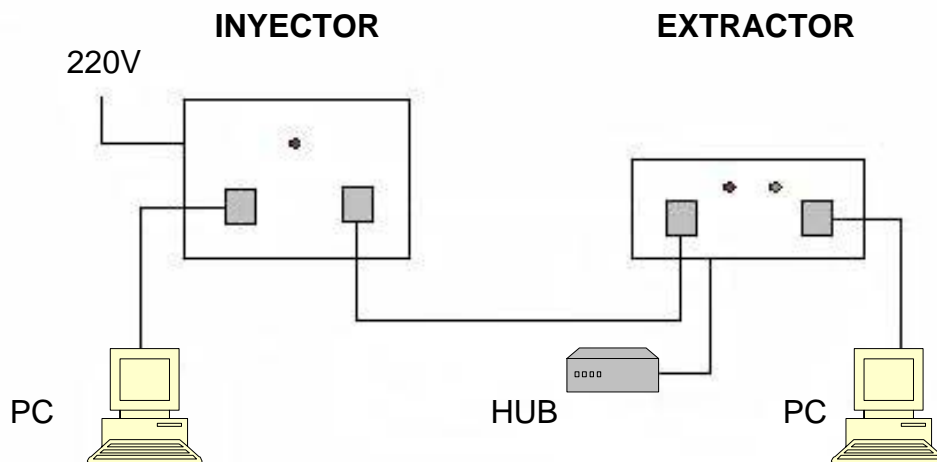 INYECTOR
EXTRACTOR
220V
PC
HUB
PC